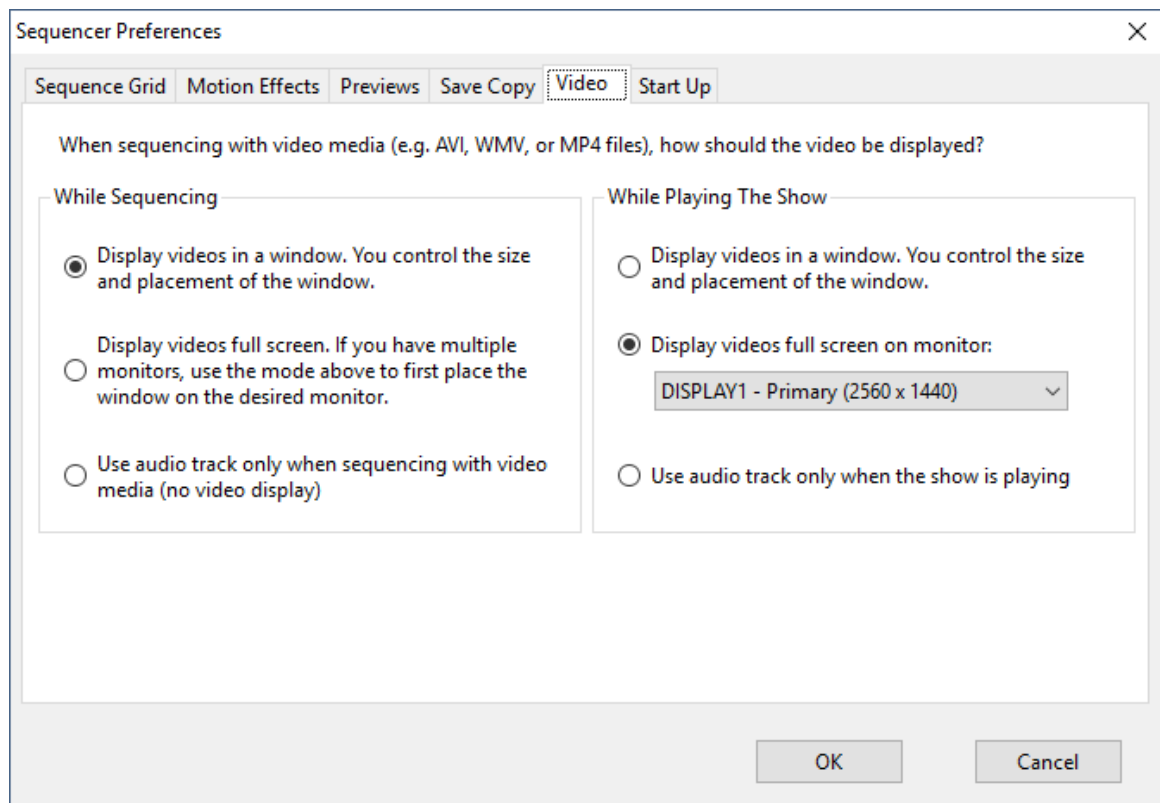 Sequencer Preferences
Sequence Grid Motion Effects Previews Save Copy Video Start Up
When sequencing with video media (e.g. AVI, WMV, or MP4 files), how should the video be displayed?
While Sequencing
Display videos in a window. You control the size
and placement of the window.
Display videos full screen. If you have multiple
monitors, use the mode above to first place the
window on the desired monitor.
Use audio track only when sequencing with video
media (no video display)
While Playing The Show
Display videos in a window. You control the size
and placement of the window.
Display videos full screen on monitor:
DISPLAY1 - Primary (2560 x 1440)
Use audio track only when the show is playing
OK Cancel